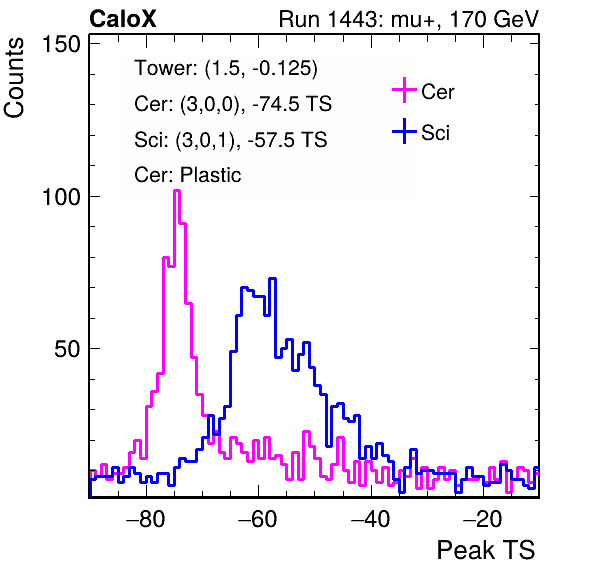 CaloX Run 1443: mu+, 170 GeV
Counts
150
100
50
Tower: (1.5, -0.125)
Cer: (3,0,0), -74.5 TS
Sci: (3,0,1), -57.5 TS
Cer: Plastic
Cer
Sci
−80 −60 −40 −20
Peak TS